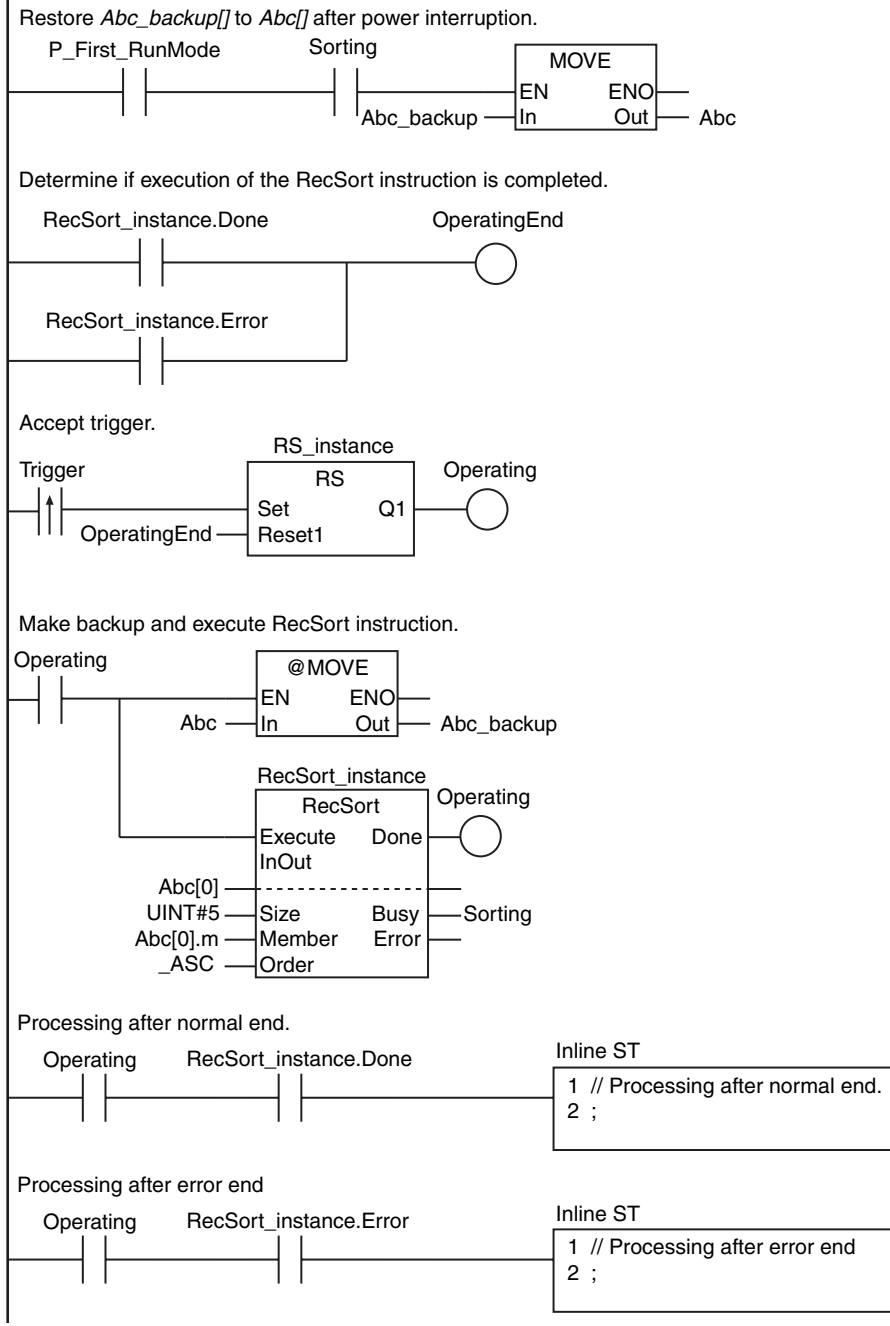 Restore Abc_backup[] to Abc[] after power interruption.
P_First_RunMode Sorting
MOVE
EN ENO
Abc_backup In Out Abc
Determine if execution of the RecSort instruction is completed.
RecSort_instance.Done OperatingEnd
RecSort_instance.Error
Accept trigger.
RS_instance
Trigger RS Operating
Set Q1
OperatingEnd Reset1
Make backup and execute RecSort instruction.
Operating @MOVE
EN ENO
Abc In Out Abc_backup
RecSort_instance
RecSort Operating
Execute Done
InOut
Abc[0]
UINT#5 Size Busy Sorting
Abc[0].m Member Error
_ASC Order
Processing after normal end.
Operating RecSort_instance.Done Inline ST
1 // Processing after normal end.
2 ;
Processing after error end
Operating RecSort_instance.Error Inline ST
1 // Processing after error end
2 ;